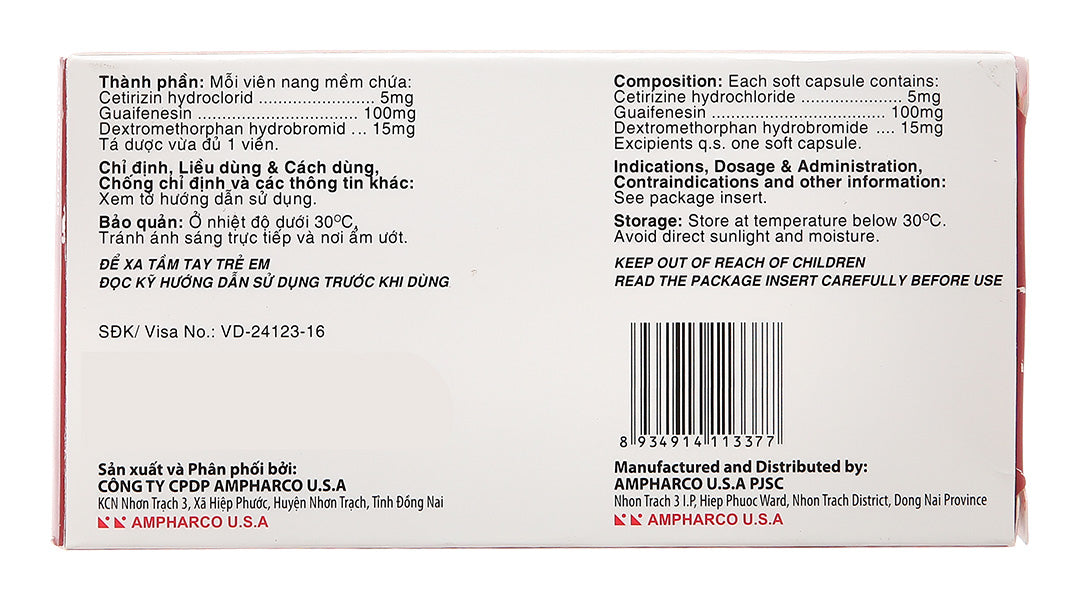 Thành phần: Mỗi viên nang mềm chứa:
Cetirizin hydroclorid ........................ 5mg
Guaifenesin ................................. 100mg
Dextromethorphan hydrobromid ... 15mg
Tá dược vừa đủ 1 viên.
Chỉ định, Liều dùng & Cách dùng,
Chống chỉ định và các thông tin khác:
Xem tờ hướng dẫn sử dụng.
Bảo quản: Ở nhiệt độ dưới 30ºC,
Tránh ánh sáng trực tiếp và nơi ẩm ướt.
ĐỂ XA TẦM TAY TRẺ EM
ĐỌC KỸ HƯỚNG DẪN SỬ DỤNG TRƯỚC KHI DÙNG
SĐK/ Visa No.: VD-24123-16
Sản xuất và Phân phối bởi:
CÔNG TY CPDP AMPHARCO U.S.A
KCN Nhơn Trạch 3, Xã Hiệp Phước, Huyện Nhơn Trạch, Tỉnh Đồng Nai
AMPHARCO U.S.A
Composition: Each soft capsule contains:
Cetirizine hydrochloride ..................... 5mg
Guaifenesin .................................... 100mg
Dextromethorphan hydrobromide .... 15mg
Excipients q.s. one soft capsule.
Indications, Dosage & Administration,
Contraindications and other information:
See package insert.
Storage: Store at temperature below 30ºC.
Avoid direct sunlight and moisture.
KEEP OUT OF REACH OF CHILDREN
READ THE PACKAGE INSERT CAREFULLY BEFORE USE
8 934914 113377
Manufactured and Distributed by:
AMPHARCO U.S.A PJSC
Nhon Trach 3 I.P, Hiep Phuoc Ward, Nhon Trach District, Dong Nai Province
AMPHARCO U.S.A